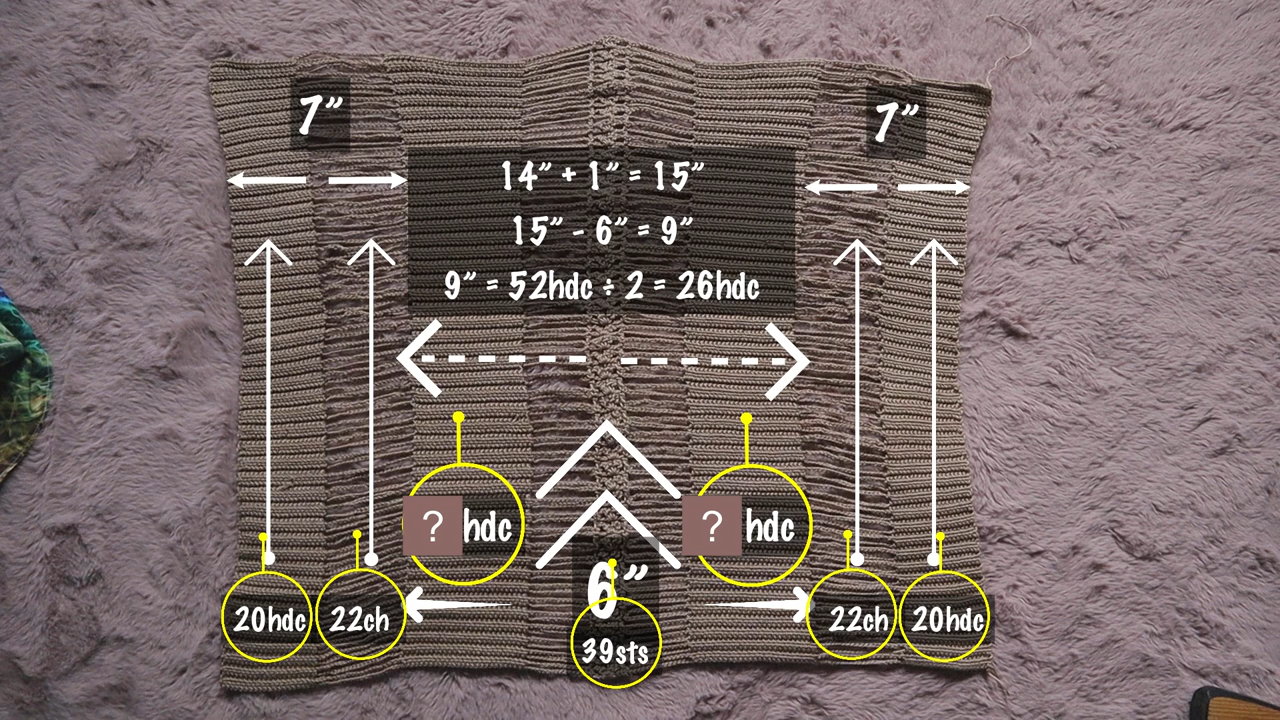 7”
7”
14” + 1” = 15”
15” - 6” = 9”
9” = 52hdc ÷ 2 = 26hdc
? hdc
? hdc
6”
20hdc
22ch
39sts
22ch
20hdc